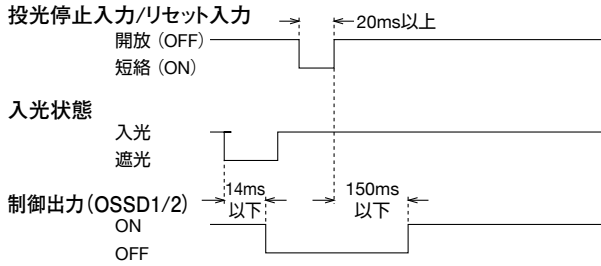 投光停止入力/リセット入力
20ms以上
開放（OFF）
短絡（ON）
入光状態
入光
遮光
14ms
以下
150ms
以下
制御出力（OSSD1/2）
ON
OFF